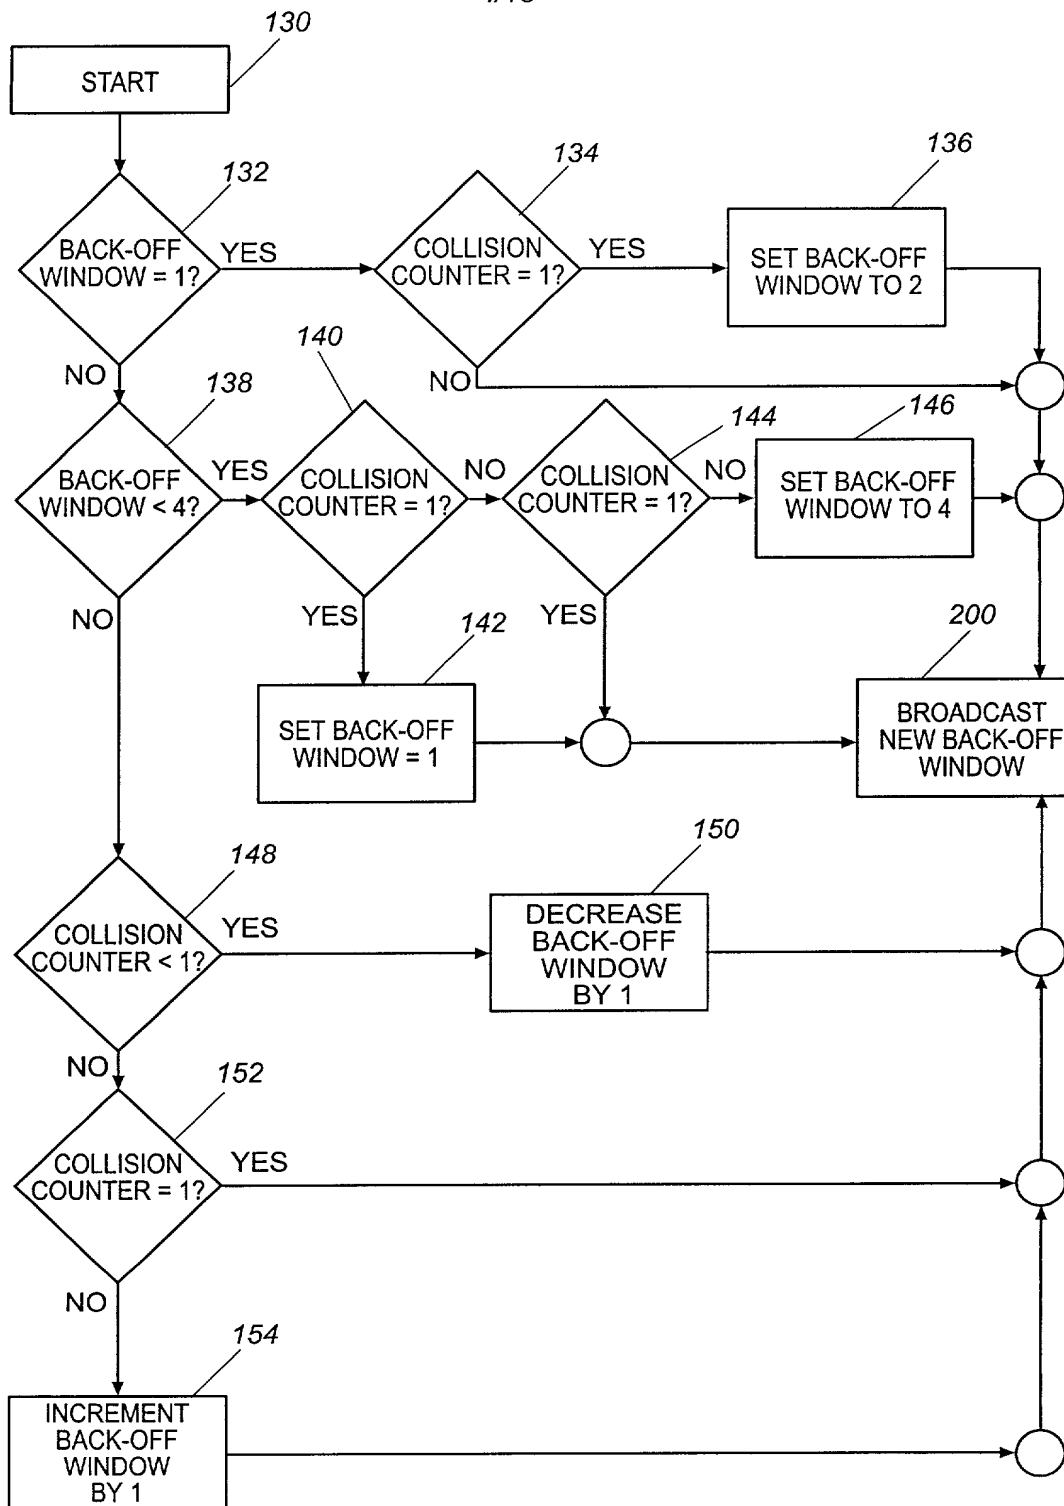 130
START
132
BACK-OFF
WINDOW = 1?
YES
NO
134
COLLISION
COUNTER = 1?
YES
NO
136
SET BACK-OFF
WINDOW TO 2
138
BACK-OFF
WINDOW < 4?
YES
NO
140
COLLISION
COUNTER = 1?
NO
YES
144
COLLISION
COUNTER = 1?
NO
YES
146
SET BACK-OFF
WINDOW TO 4
142
SET BACK-OFF
WINDOW = 1
200
BROADCAST
NEW BACK-OFF
WINDOW
148
COLLISION
COUNTER < 1?
YES
NO
150
DECREASE
BACK-OFF
WINDOW
BY 1
152
COLLISION
COUNTER = 1?
YES
NO
154
INCREMENT
BACK-OFF
WINDOW
BY 1